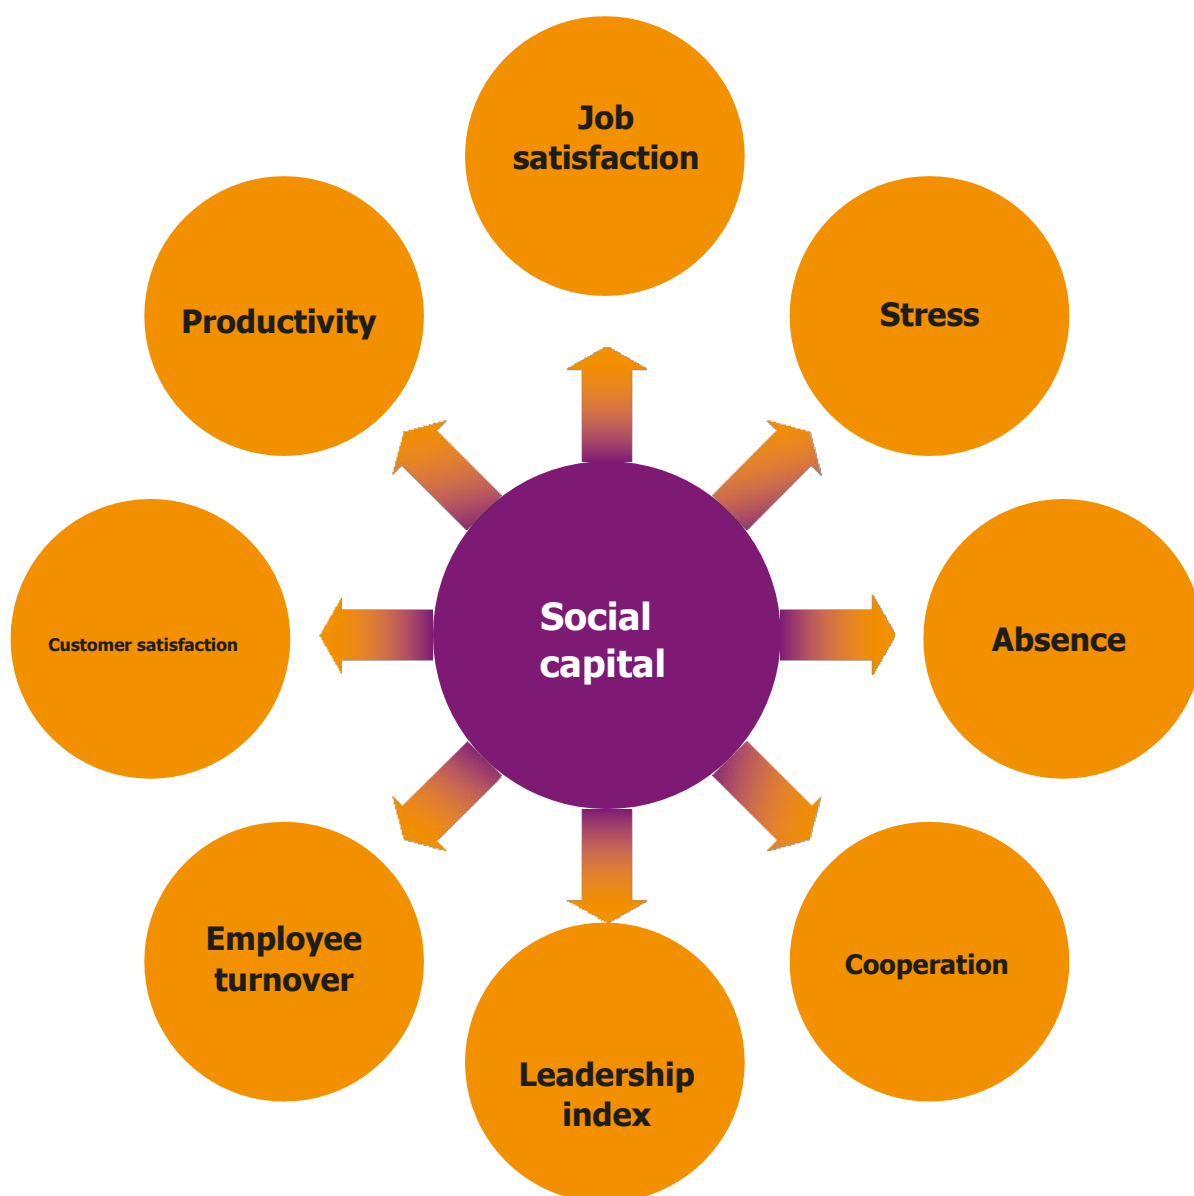 Job
satisfaction
Productivity
Stress
Social
capital
Customer satisfaction
Absence
Employee
turnover
Cooperation
Leadership
index